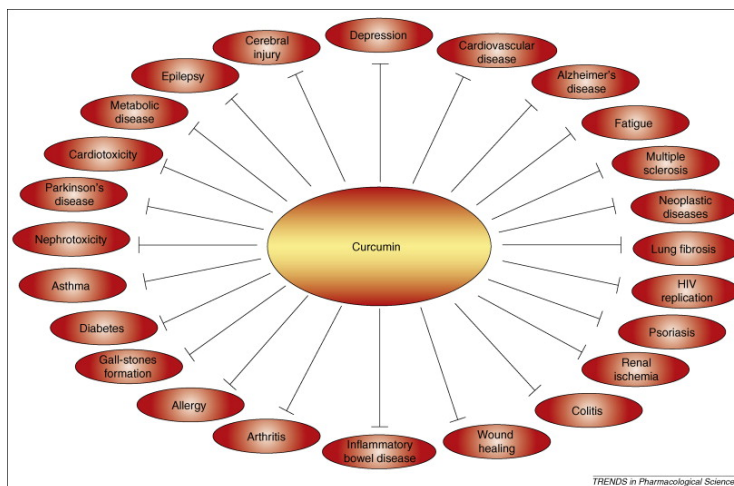 Depression
Cardiovascular
disease
Alzheimer's
disease
Fatigue
Multiple
sclerosis
Neoplastic
diseases
Lung fibrosis
HIV
replication
Psoriasis
Renal
ischemia
Colitis
Wound
healing
Inflammatory
bowel disease
Arthritis
Allergy
Gall-stones
formation
Diabetes
Asthma
Nephrotoxicity
Parkinson's
disease
Cardiotoxicity
Metabolic
disease
Epilepsy
Cerebral
injury
Curcumin
TRENDS in Pharmacological Science